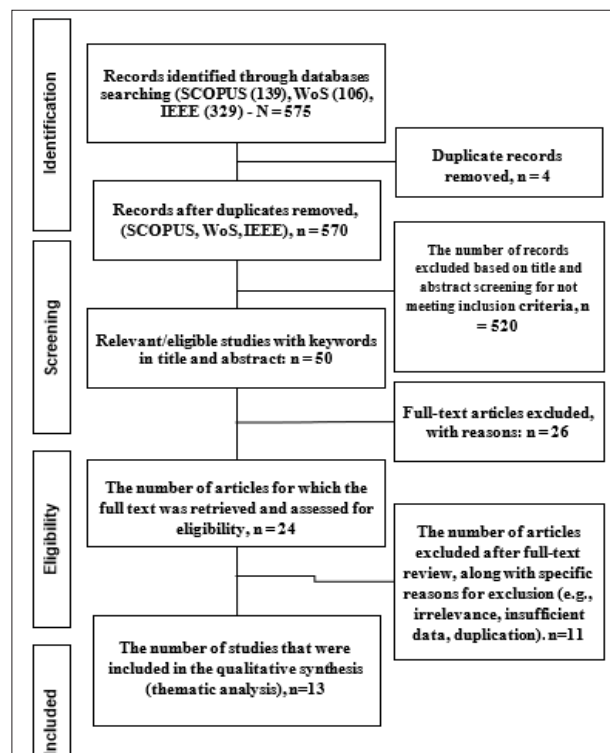 Identification
Records identified through databases
searching (SCOPUS (139), WoS (106),
IEEE (329) - N = 575
Duplicate records
removed, n = 4
Records after duplicates removed,
(SCOPUS, WoS, IEEE), n = 570
Screening
The number of records
excluded based on title and
abstract screening for not
meeting inclusion criteria, n
= 520
Relevant/eligible studies with keywords
in title and abstract: n = 50
Full-text articles excluded,
with reasons: n = 26
Eligibility
The number of articles for which the
full text was retrieved and assessed for
eligibility, n = 24
The number of articles
excluded after full-text
review, along with specific
reasons for exclusion (e.g.,
irrelevance, insufficient
data, duplication). n=11
Included
The number of studies that were
included in the qualitative synthesis
(thematic analysis), n=13